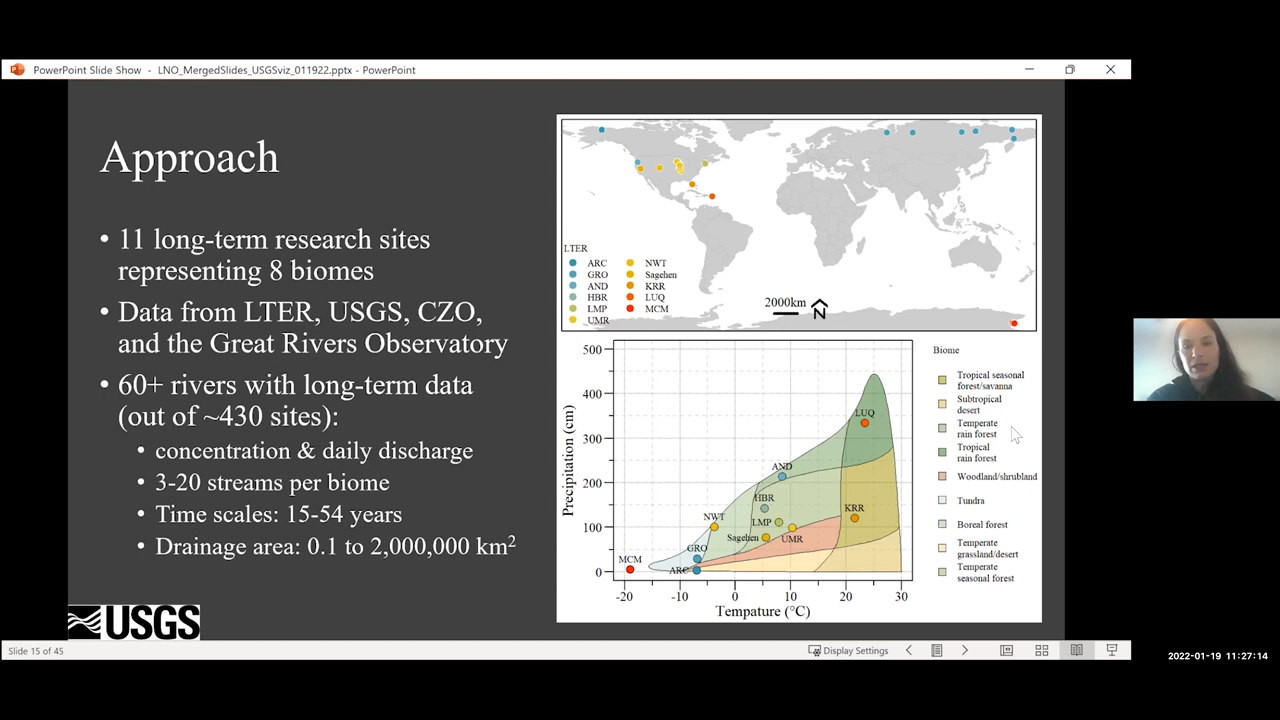 PowerPoint Slide Show - LNO_MergedSlides_USGSviz_011922.pptx - PowerPoint
Approach
• 11 long-term research sites
representing 8 biomes
• Data from LTER, USGS, CZO,
and the Great Rivers Observatory
• 60+ rivers with long-term data
(out of ~430 sites):
• concentration & daily discharge
• 3-20 streams per biome
• Time scales: 15-54 years
• Drainage area: 0.1 to 2,000,000 km²
USGS
LTER
ARC
GRO
AND
HBR
LMP
UMR
NWT
Sagehen
KRR
LUQ
MCM
2000km
N
Precipitation (cm)
500
400
300
200
100
0
LUQ
AND
HBR
KRR
NWT
LMP
Sagehen
UMR
GRO
MCM
ARC
-20 -10 0 10 20 30
Tempature (°C)
Biome
Tropical seasonal
forest/savanna
Subtropical
desert
Temperate
rain forest
Tropical
rain forest
Woodland/shrubland
Tundra
Boreal forest
Temperate
grassland/desert
Temperate
seasonal forest
Slide 15 of 45
Display Settings
2022-01-19 11:27:14